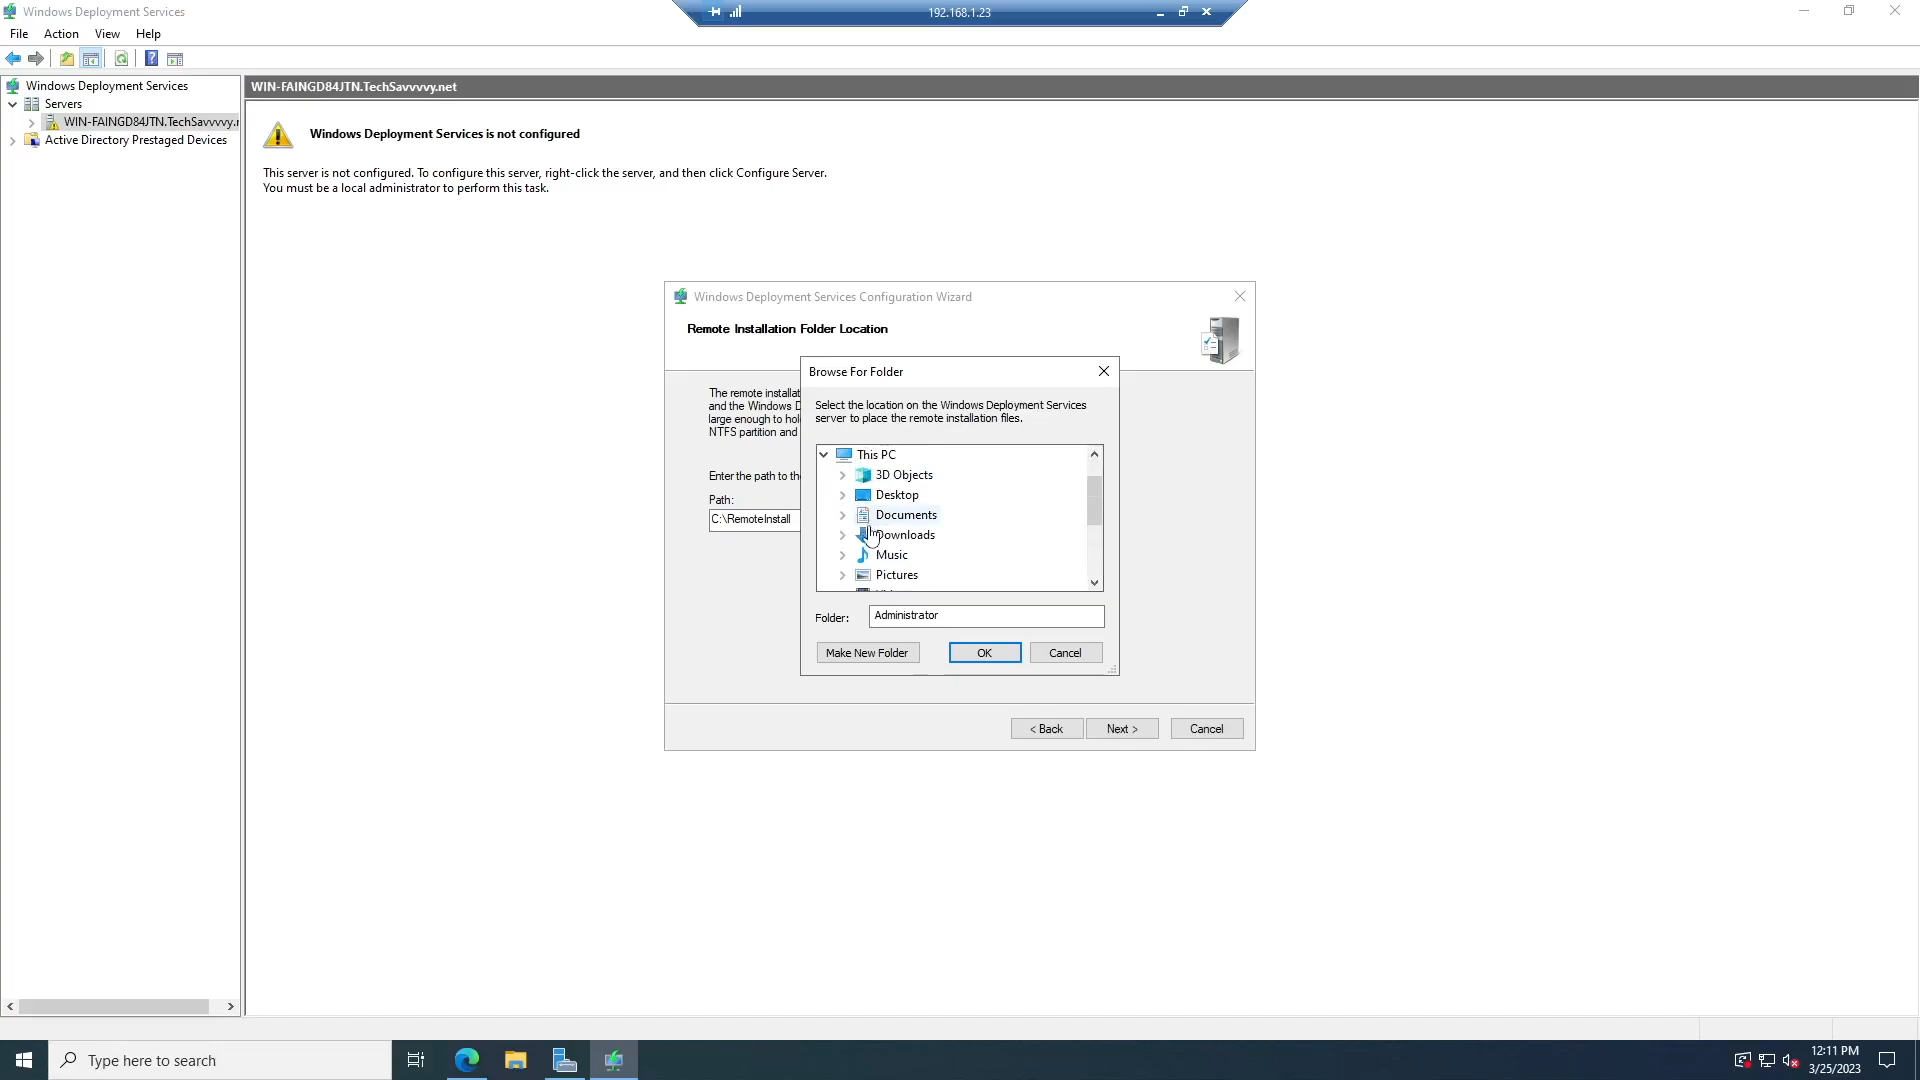 Windows Deployment Services
192.168.1.23
File Action View Help
Windows Deployment Services
Servers
WIN-FAINGD84JTN.TechSavvvvy.
Active Directory Prestaged Devices
WIN-FAINGD84JTN.TechSavvvvy.net
Windows Deployment Services is not configured
This server is not configured. To configure this server, right-click the server, and then click Configure Server.
You must be a local administrator to perform this task.
Windows Deployment Services Configuration Wizard
Remote Installation Folder Location
The remote installat
and the Windows D
large enough to hol
NTFS partition and
Enter the path to th
Path:
C:\RemoteInstall
Browse For Folder
Select the location on the Windows Deployment Services
server to place the remote installation files.
This PC
3D Objects
Desktop
Documents
Downloads
Music
Pictures
Folder: Administrator
Make New Folder OK Cancel
< Back Next > Cancel
Type here to search
12:11 PM
3/25/2023